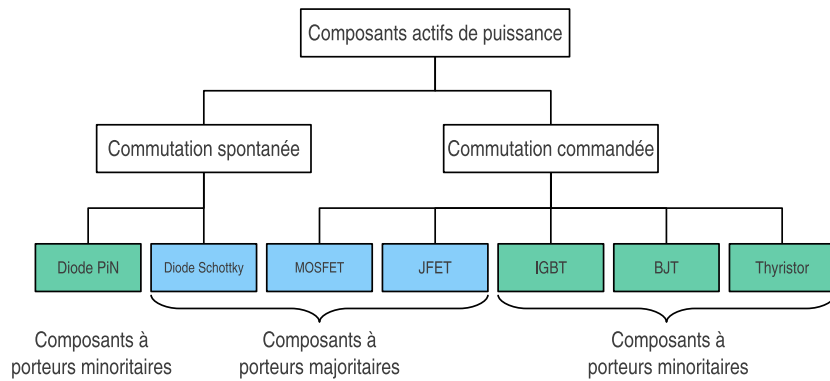 Composants actifs de puissance
Commutation spontanée
Commutation commandée
Diode PiN
Diode Schottky
MOSFET
JFET
IGBT
BJT
Thyristor
Composants à
porteurs minoritaires
Composants à
porteurs majoritaires
Composants à
porteurs minoritaires